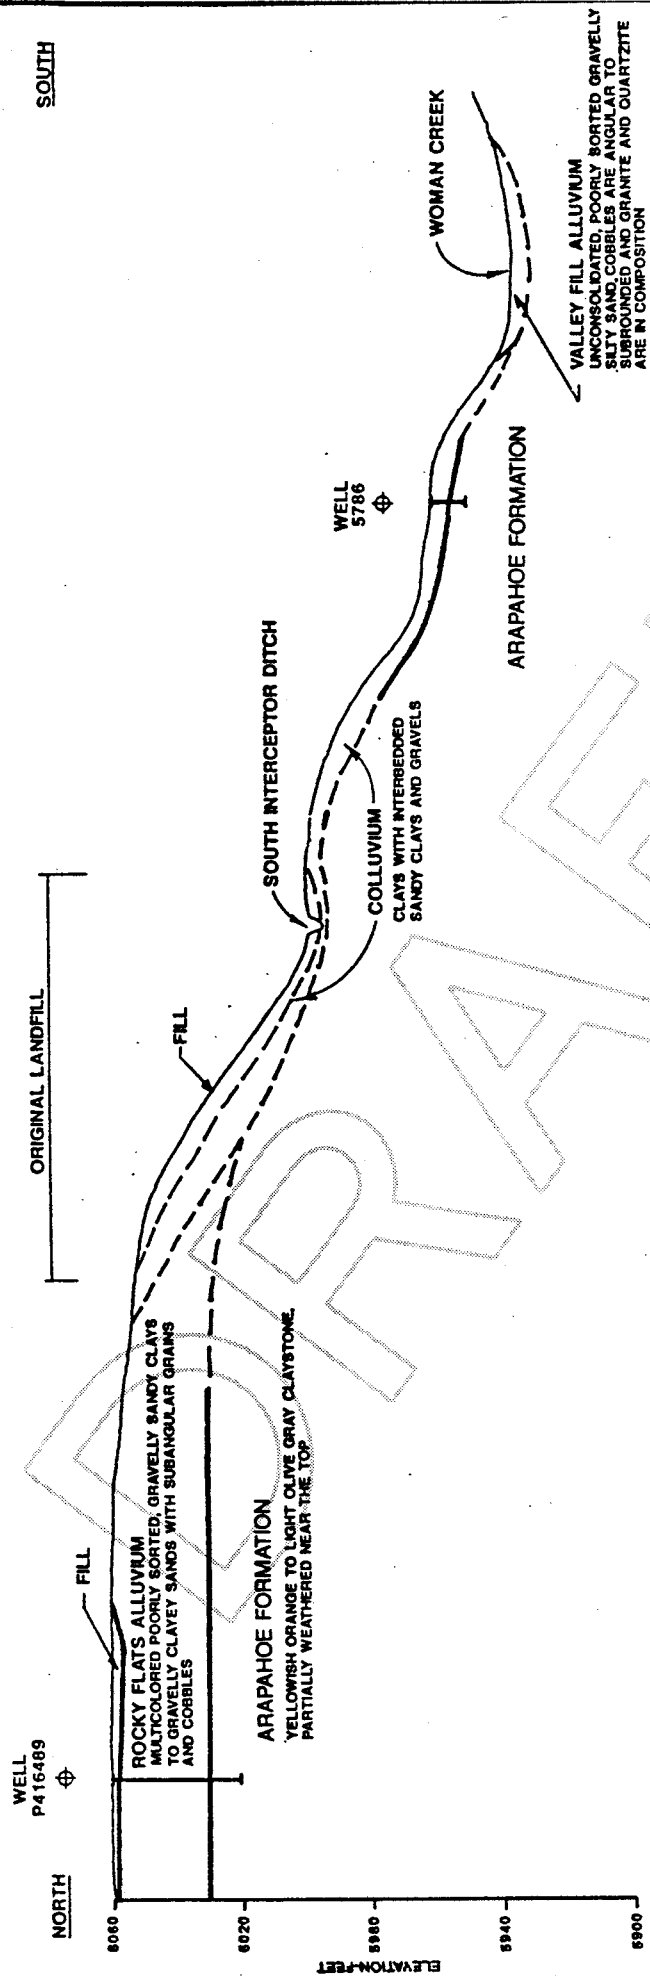 NORTH
SOUTH
WELL
P416489
FILL
ROCKY FLATS ALLUVIUM
MULTICOLORED POORLY SORTED, GRAVELLY SANDY CLAYS
TO GRAVELLY CLAYEY SANDS WITH SUBANGULAR GRAINS
AND COBBLES
ARAPAHOE FORMATION
YELLOWISH ORANGE TO LIGHT OLIVE GRAY CLAYSTONE,
PARTIALLY WEATHERED NEAR THE TOP
ORIGINAL LANDFILL
FILL
SOUTH INTERCEPTOR DITCH
COLLUVIUM
CLAYS WITH INTERBEDDED
SANDY CLAYS AND GRAVELS
WELL
5786
ARAPAHOE FORMATION
WOMAN CREEK
VALLEY FILL ALLUVIUM
UNCONSOLIDATED, POORLY SORTED GRAVELLY
SILTY SAND, COBBLES ARE ANGULAR TO
SUBROUNDED AND GRANITE AND QUARTZITE
ARE IN COMPOSITION
6060
6020
5980
5940
5900
ELEVATION-FEET
DRAF